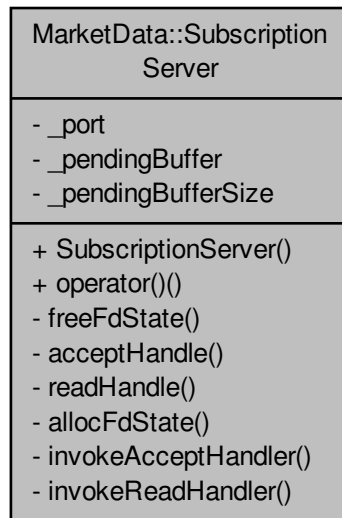 MarketData::Subscription
Server
- _port
- _pendingBuffer
- _pendingBufferSize
+ SubscriptionServer()
+ operator()()
- freeFdState()
- acceptHandle()
- readHandle()
- allocFdState()
- invokeAcceptHandler()
- invokeReadHandler()